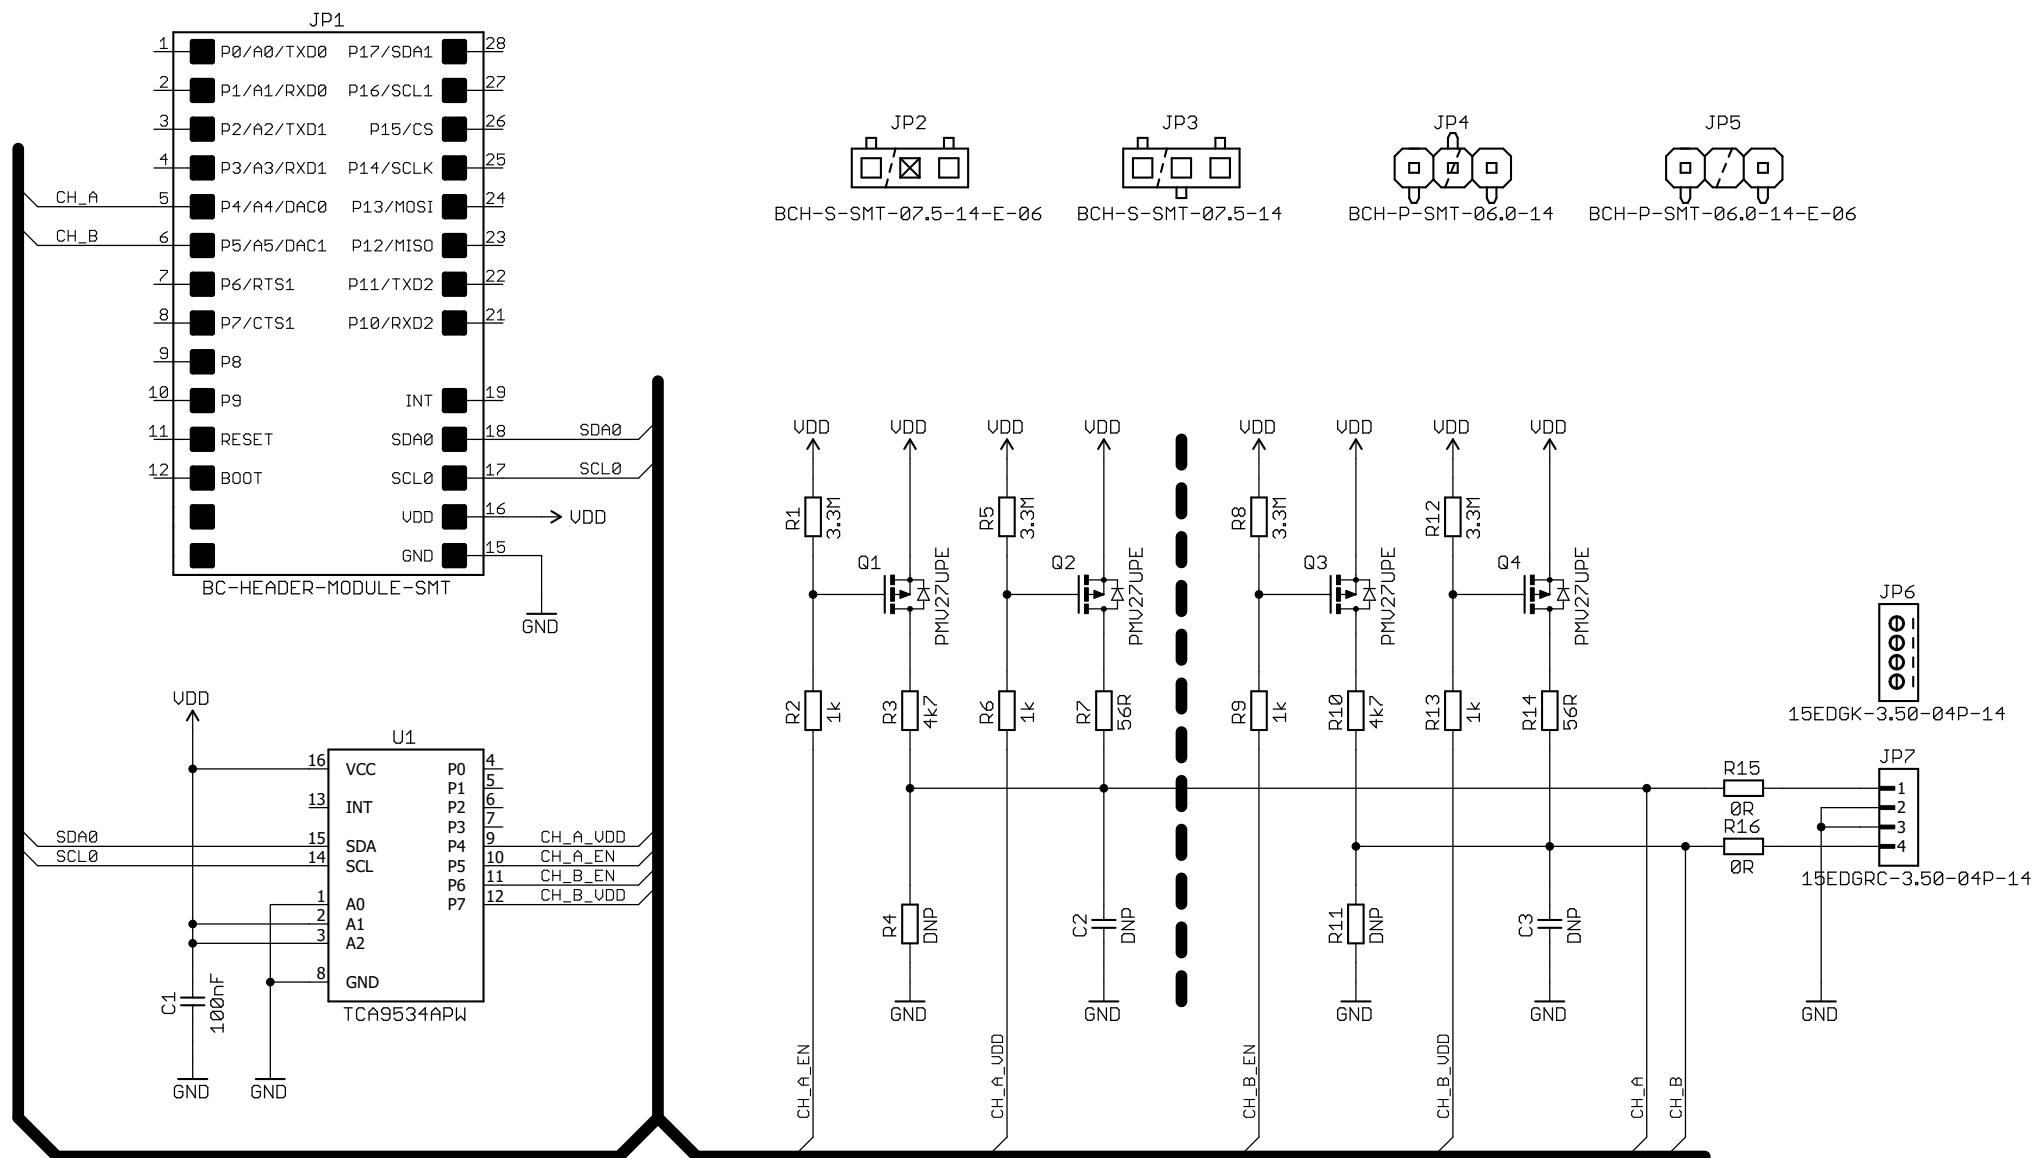 JP1
1 P0/A0/TXD0 P17/SDA1 28
2 P1/A1/RXD0 P16/SCL1 27
3 P2/A2/TXD1 P15/CS 26
4 P3/A3/RXD1 P14/SCLK 25
CH_A 5 P4/A4/DAC0 P13/MOSI 24
CH_B 6 P5/A5/DAC1 P12/MISO 23
7 P6/RTS1 P11/TXD2 22
8 P7/CTS1 P10/RXD2 21
9 P8
10 P9 INT 19
11 RESET SDA0 18 SDA0
12 BOOT SCL0 17 SCL0
VDD 16 VDD
GND 15
BC-HEADER-MODULE-SMT
GND
JP2 JP3 JP4 JP5
BCH-S-SMT-07.5-14-E-06 BCH-S-SMT-07.5-14 BCH-P-SMT-06.0-14 BCH-P-SMT-06.0-14-E-06
VDD VDD VDD VDD VDD VDD VDD VDD
R1 3.3M R5 3.3M R8 3.3M R12 3.3M
Q1 PMV27UPE Q2 PMV27UPE Q3 PMV27UPE Q4 PMV27UPE
R2 1k R3 4k7 R6 1k R7 56R R9 1k R10 4k7 R13 1k R14 56R
JP6
15EDGK-3.50-04P-14
JP7
R15 1
0R 2
R16 3
4
0R
15EDGRC-3.50-04P-14
R4 DNP C2 DNP R11 DNP C3 DNP
GND GND GND GND GND
CH_A_EN CH_A_VDD CH_B_EN CH_B_VDD CH_A CH_B
VDD
U1
16 VCC P0 4
P1 5
13 INT P2 6
P3 7
SDA0 15 SDA P4 9 CH_A_VDD
SCL0 14 SCL P5 10 CH_A_EN
P6 11 CH_B_EN
1 A0 P7 12 CH_B_VDD
2 A1
3 A2
8 GND
TCA9534APW
C1 100nF
GND GND